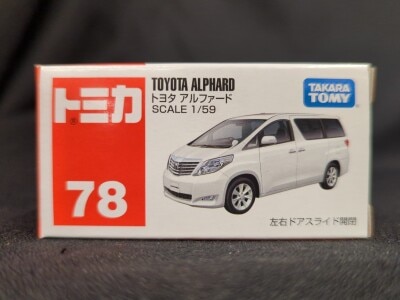 トミカ
78
TOYOTA ALPHARD
トヨタ アルファード
SCALE 1/59
TAKARA
TOMY
左右ドアスライド開閉